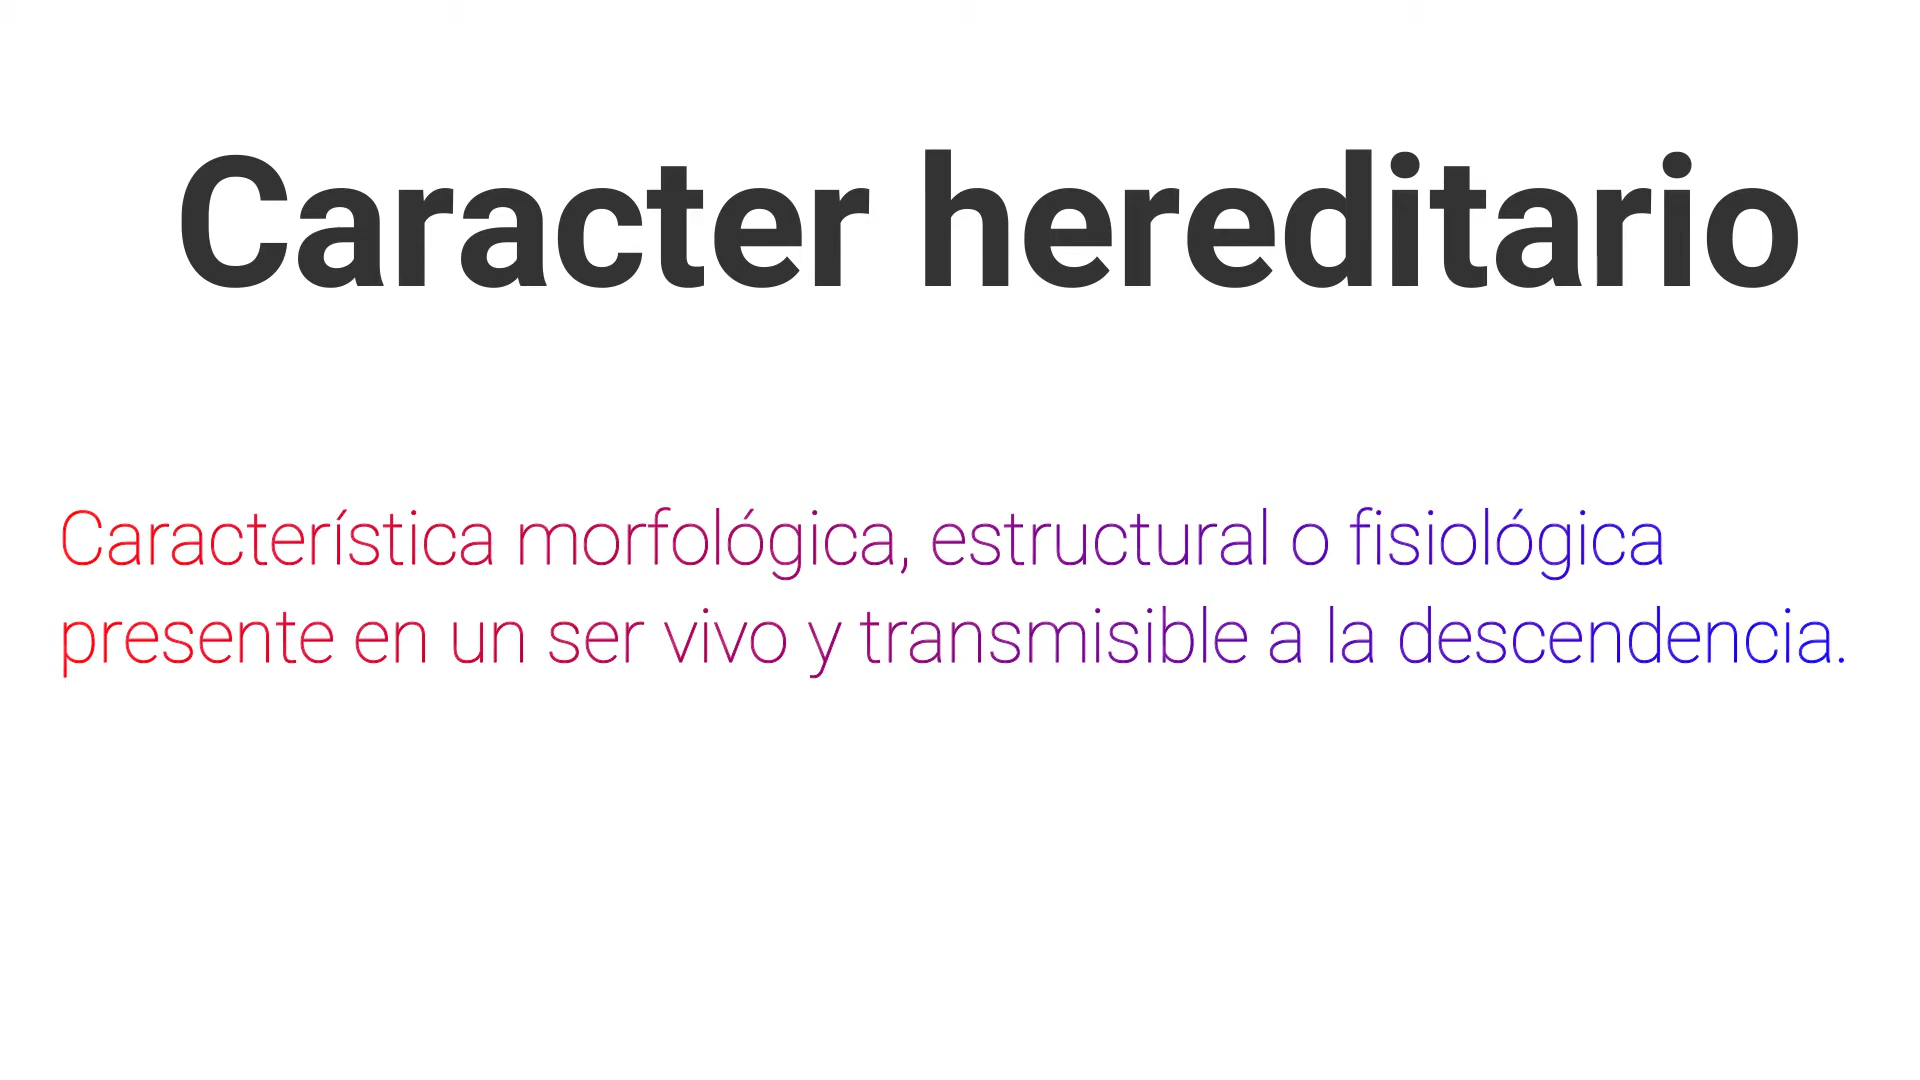 Caracter hereditario
Característica morfológica, estructural o fisiológica
presente en un ser vivo y transmisible a la descendencia.